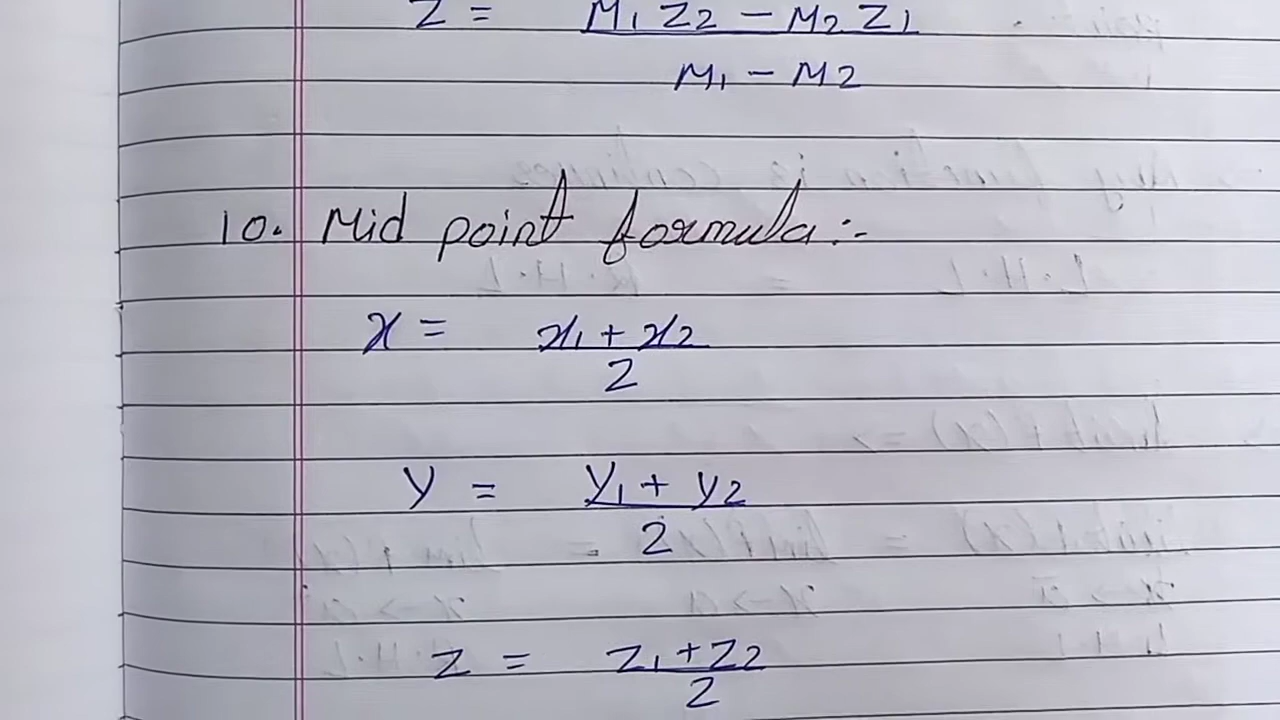 Z = M1 Z2 - M2 Z1
M1 - M2
10. Mid point formula :-
x = x1 + x2
2
y = y1 + y2
2
Z = Z1 + Z2
2